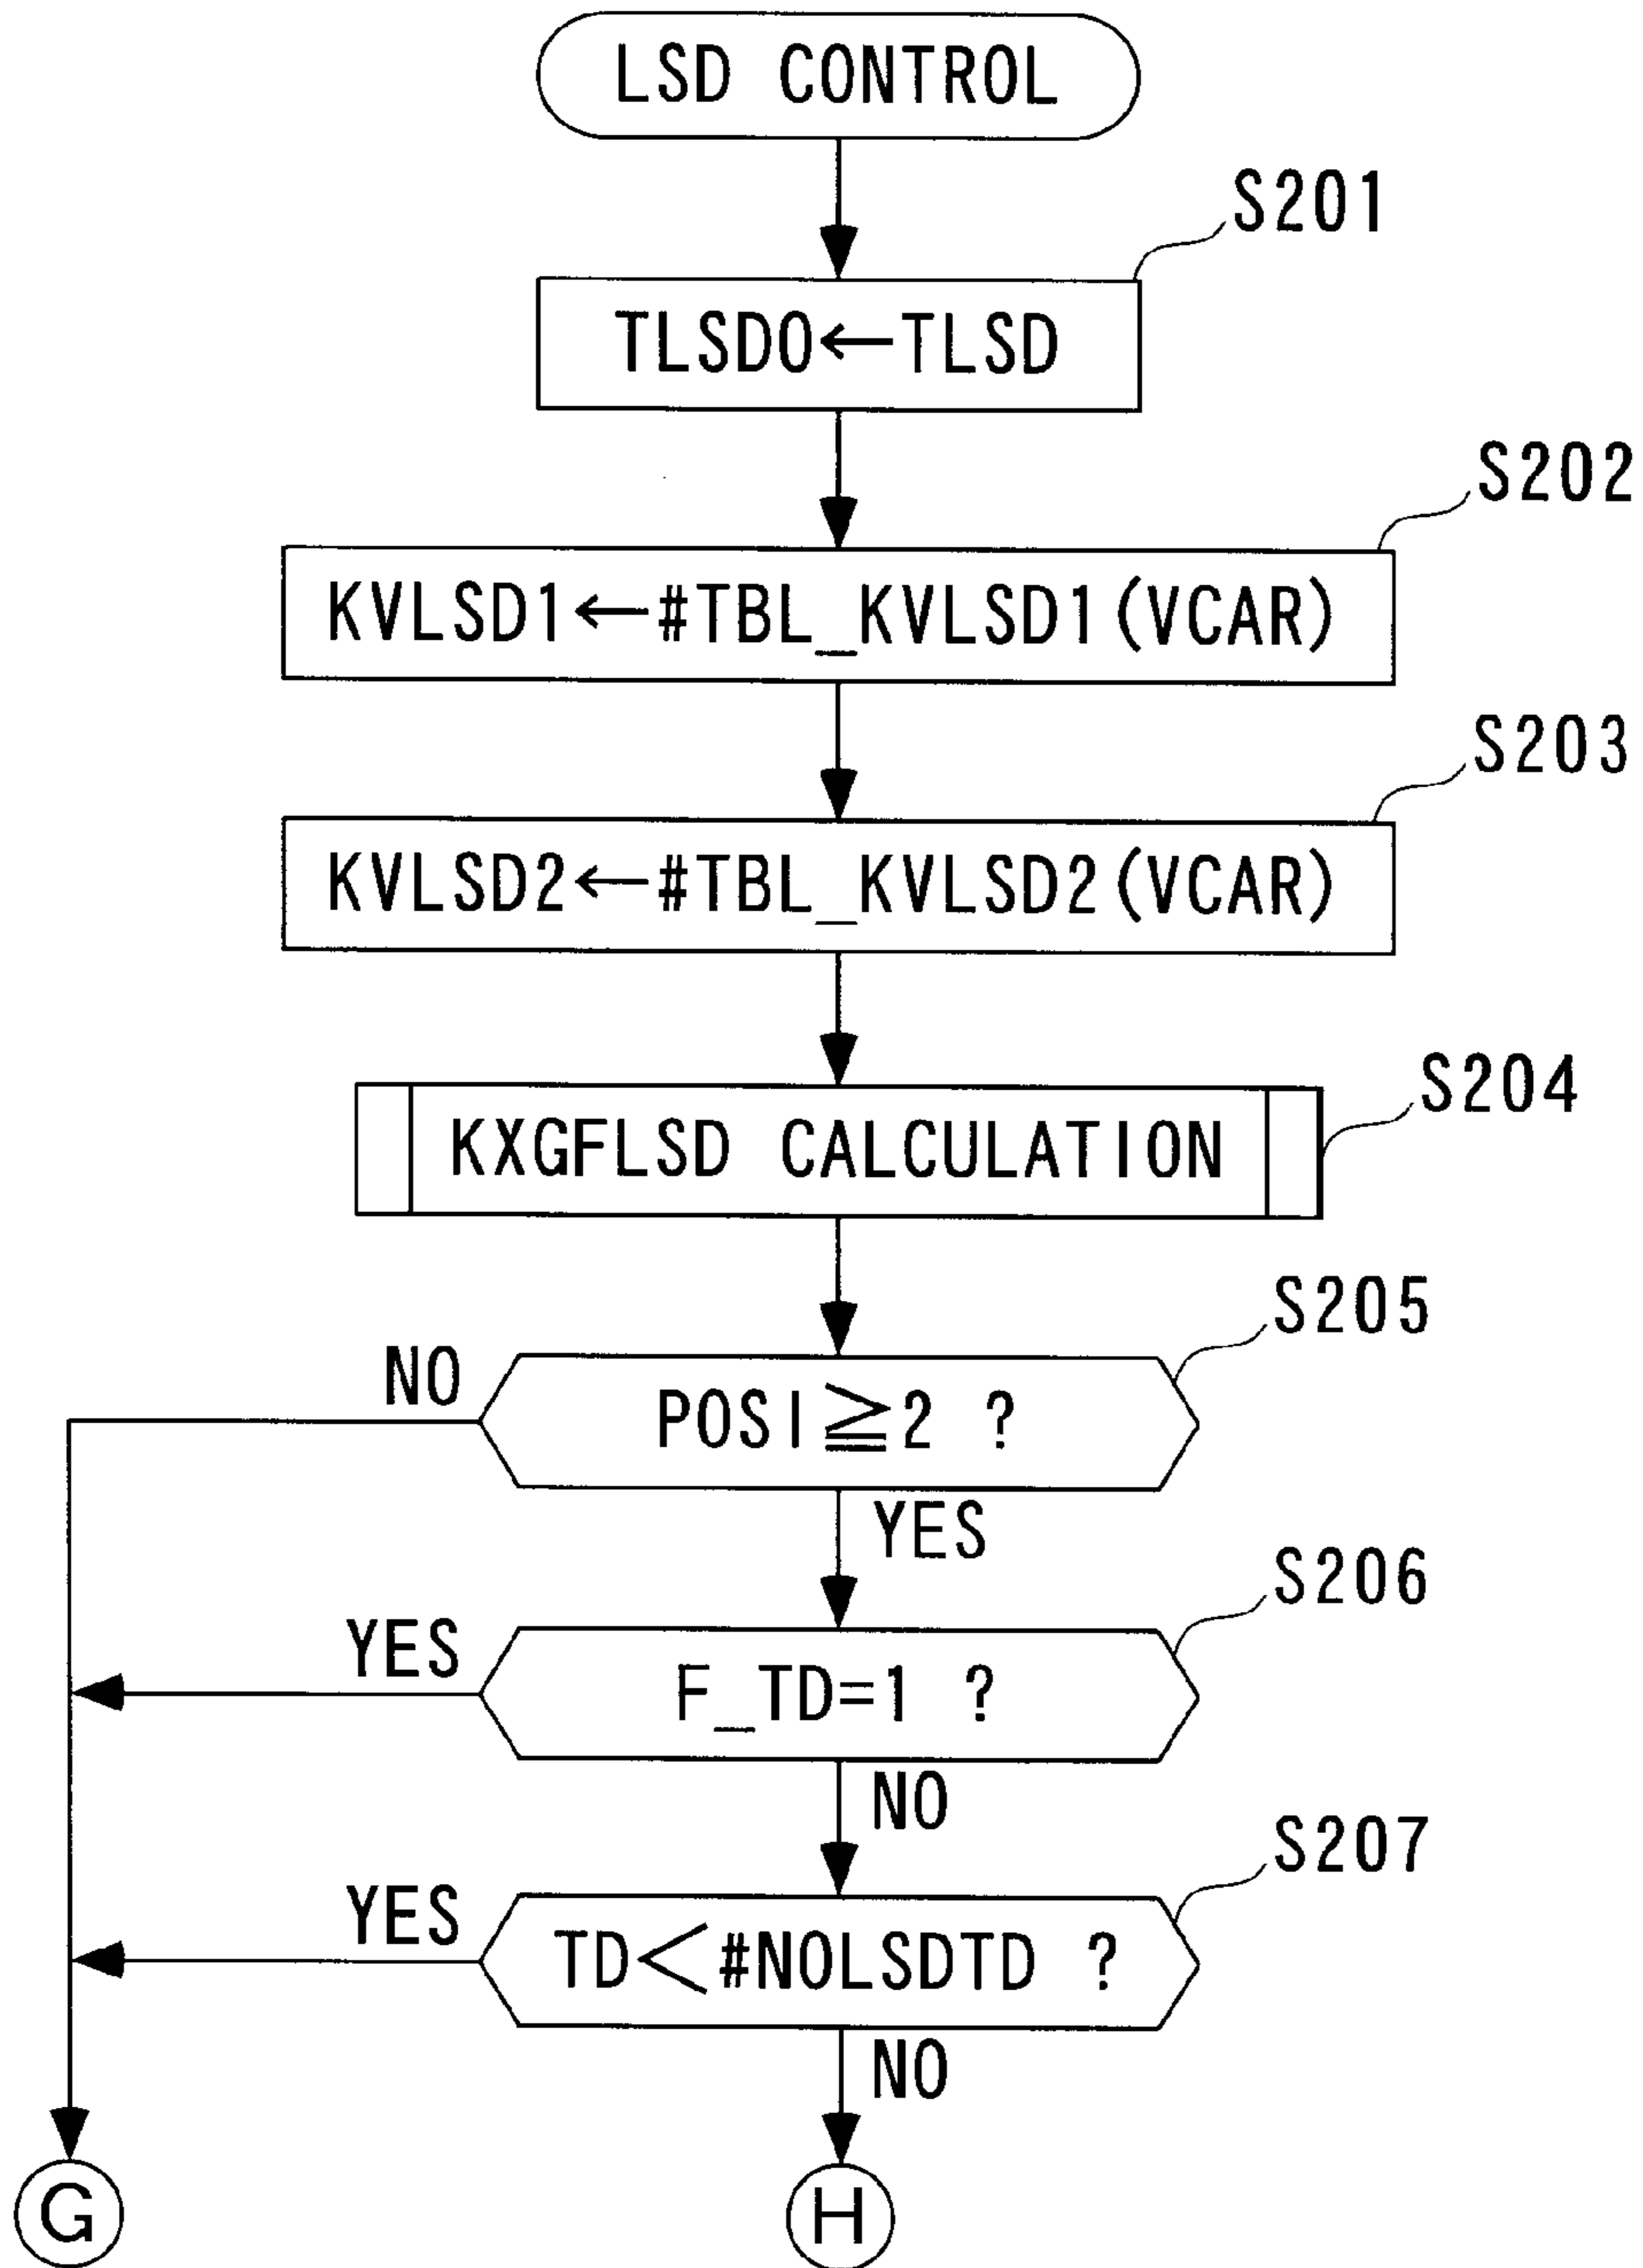 LSD CONTROL
S201
TLSD0←TLSD
S202
KVLSD1←#TBL_KVLSD1(VCAR)
S203
KVLSD2←#TBL_KVLSD2(VCAR)
S204
KXGFLSD CALCULATION
S205
NO
POSI≧2 ?
YES
S206
YES
F_TD=1 ?
NO
S207
YES
TD<#NOLSDTD ?
NO
G
H